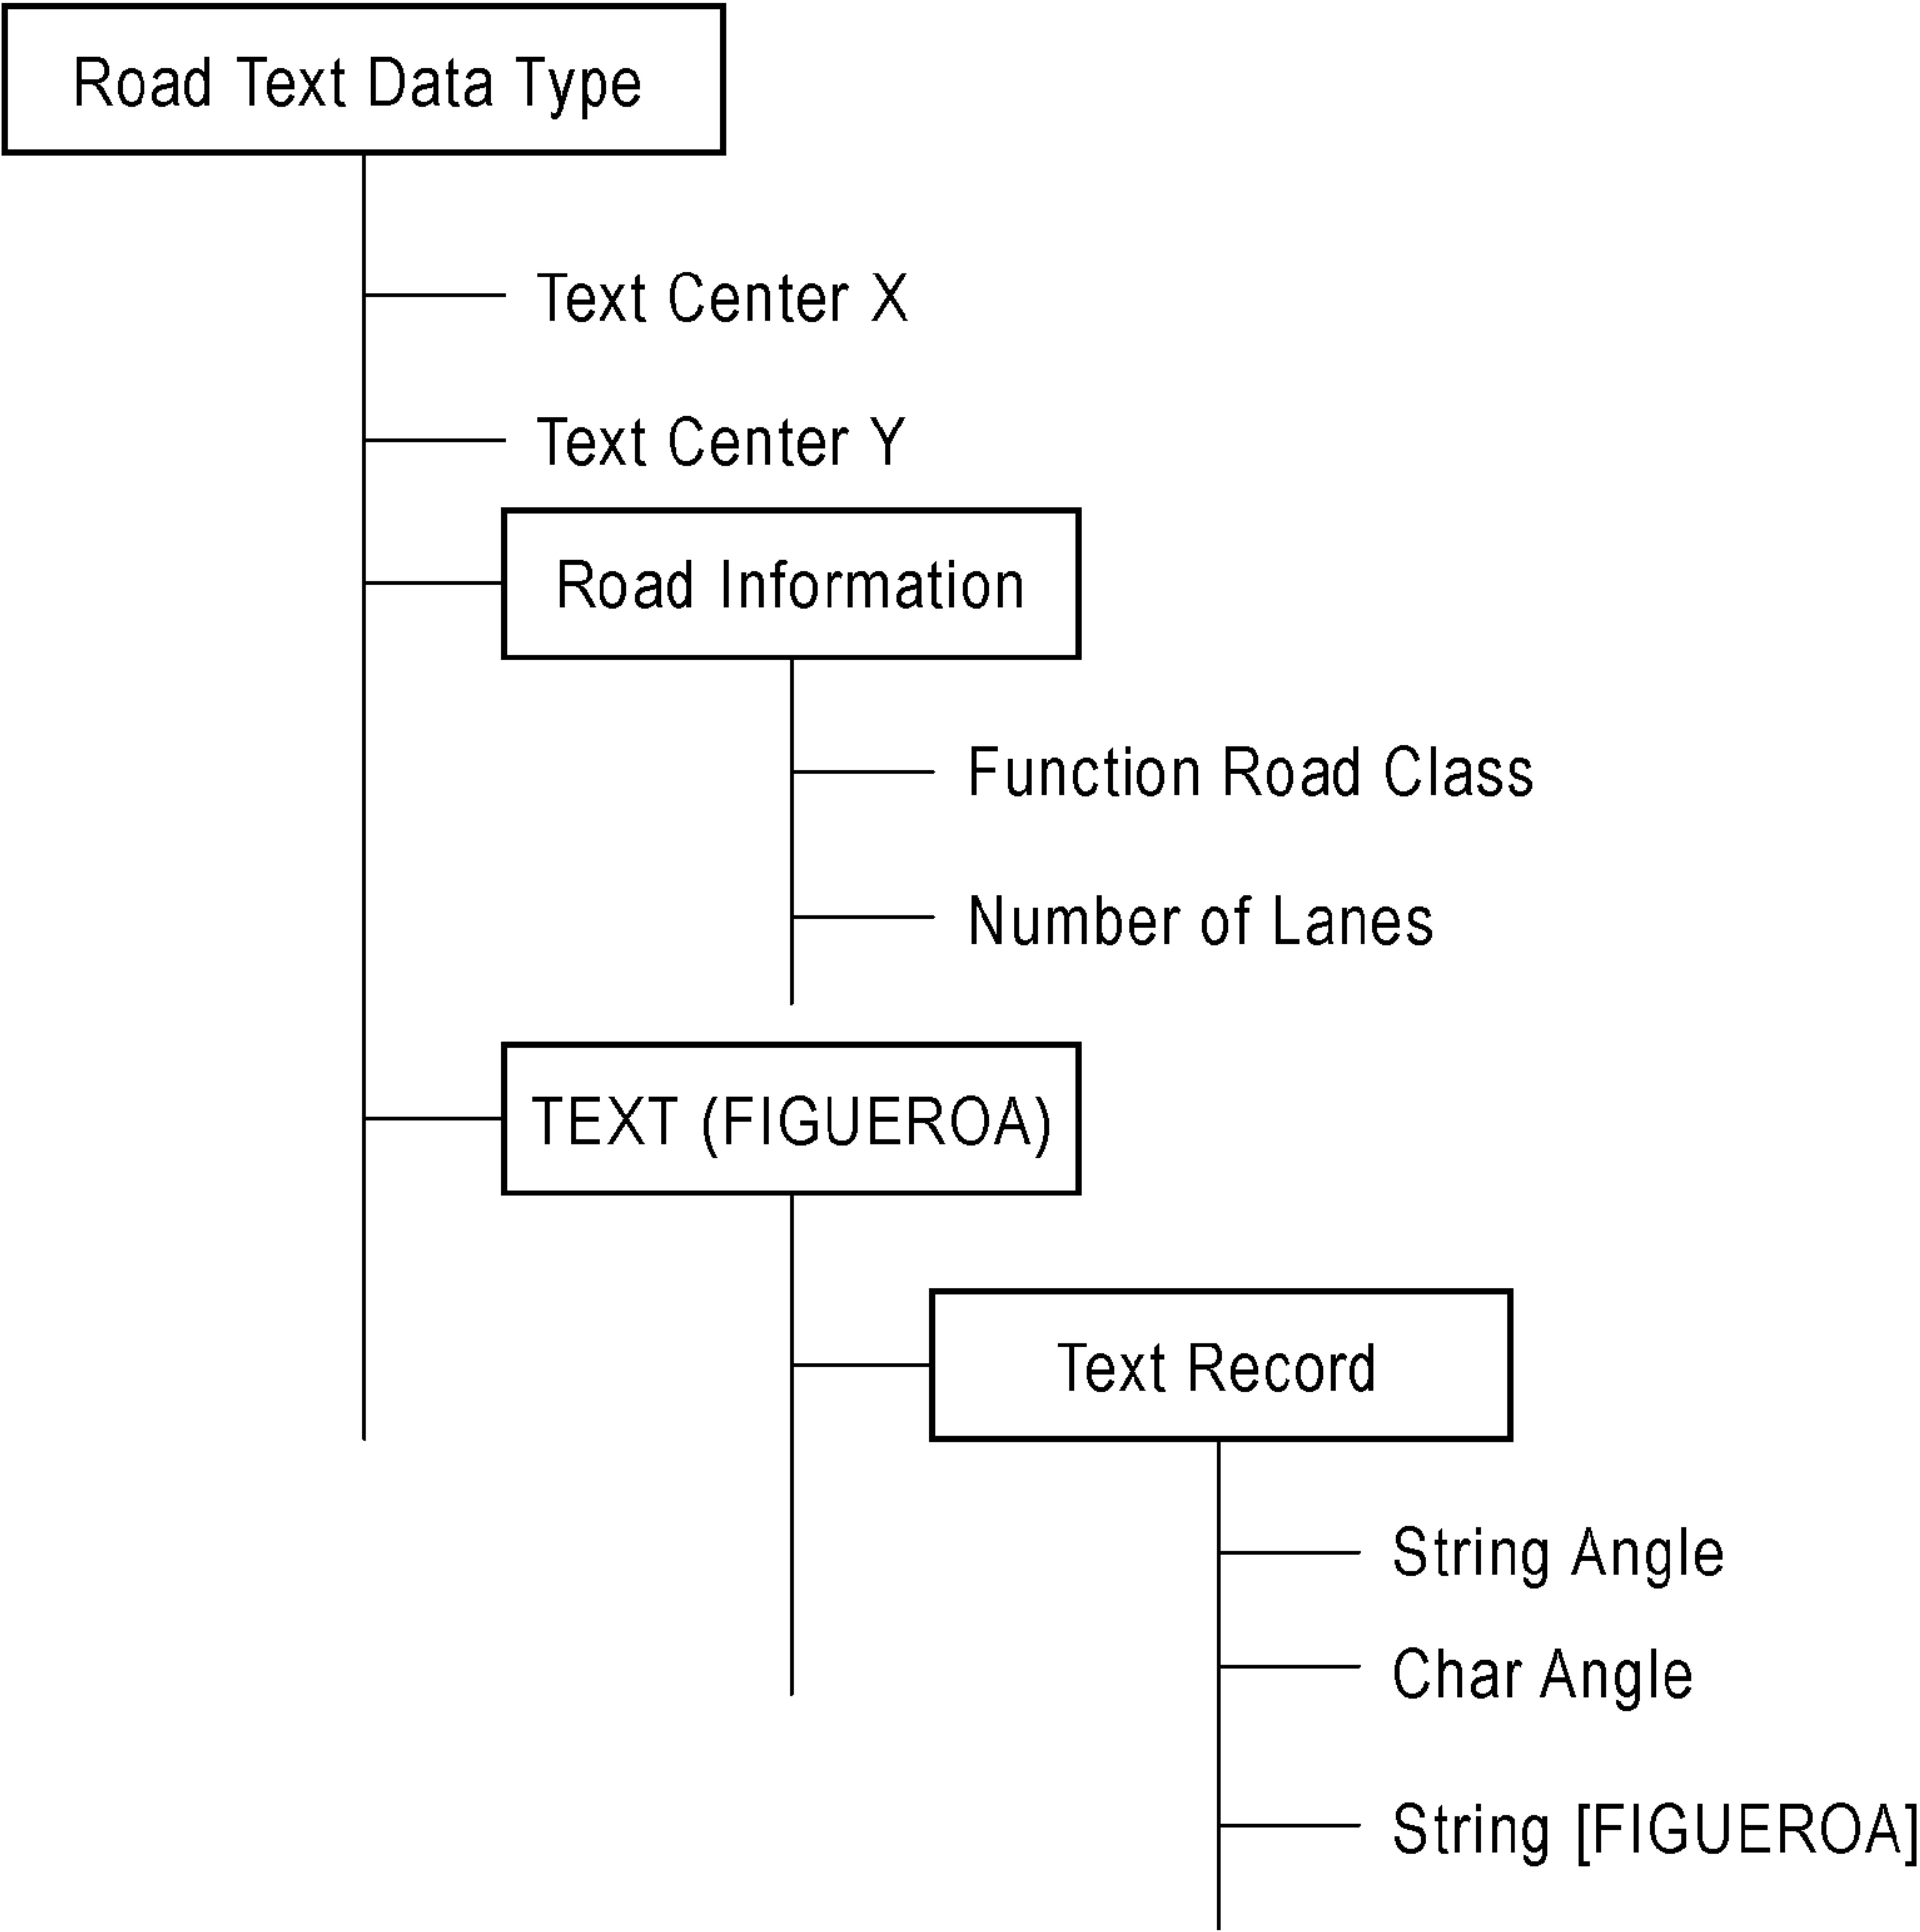 Road Text Data Type
Text Center X
Text Center Y
Road Information
Function Road Class
Number of Lanes
TEXT (FIGUEROA)
Text Record
String Angle
Char Angle
String [FIGUEROA]